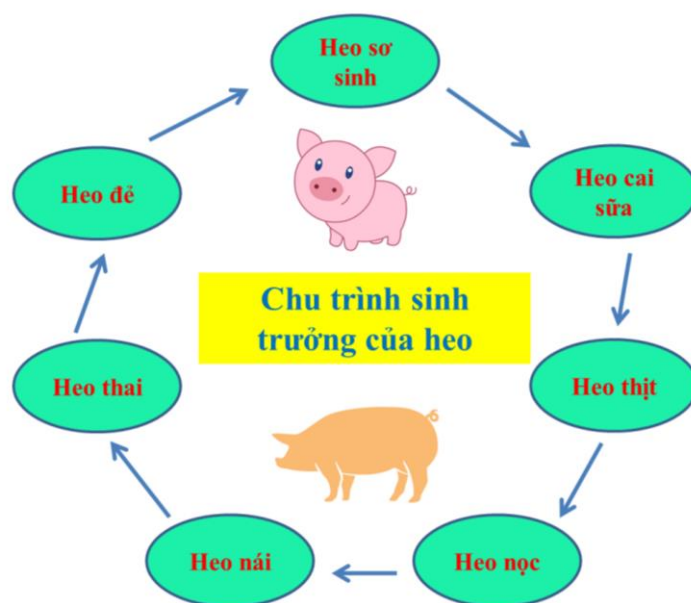 Heo sơ
sinh
Heo cai
sữa
Heo thịt
Heo nọc
Heo nái
Heo thai
Heo đẻ
Chu trình sinh
trưởng của heo